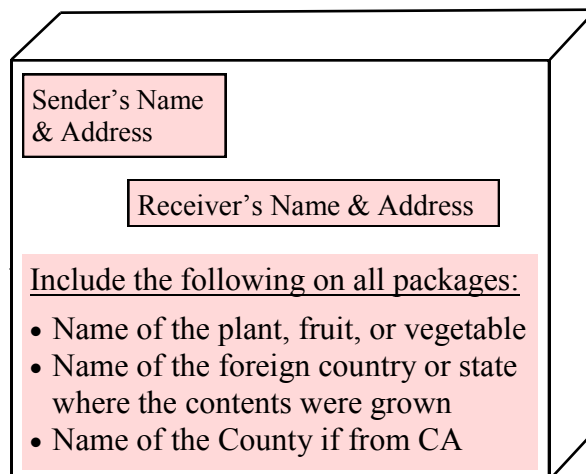 Sender’s Name
& Address
Receiver’s Name & Address
Include the following on all packages:
• Name of the plant, fruit, or vegetable
• Name of the foreign country or state
where the contents were grown
• Name of the County if from CA